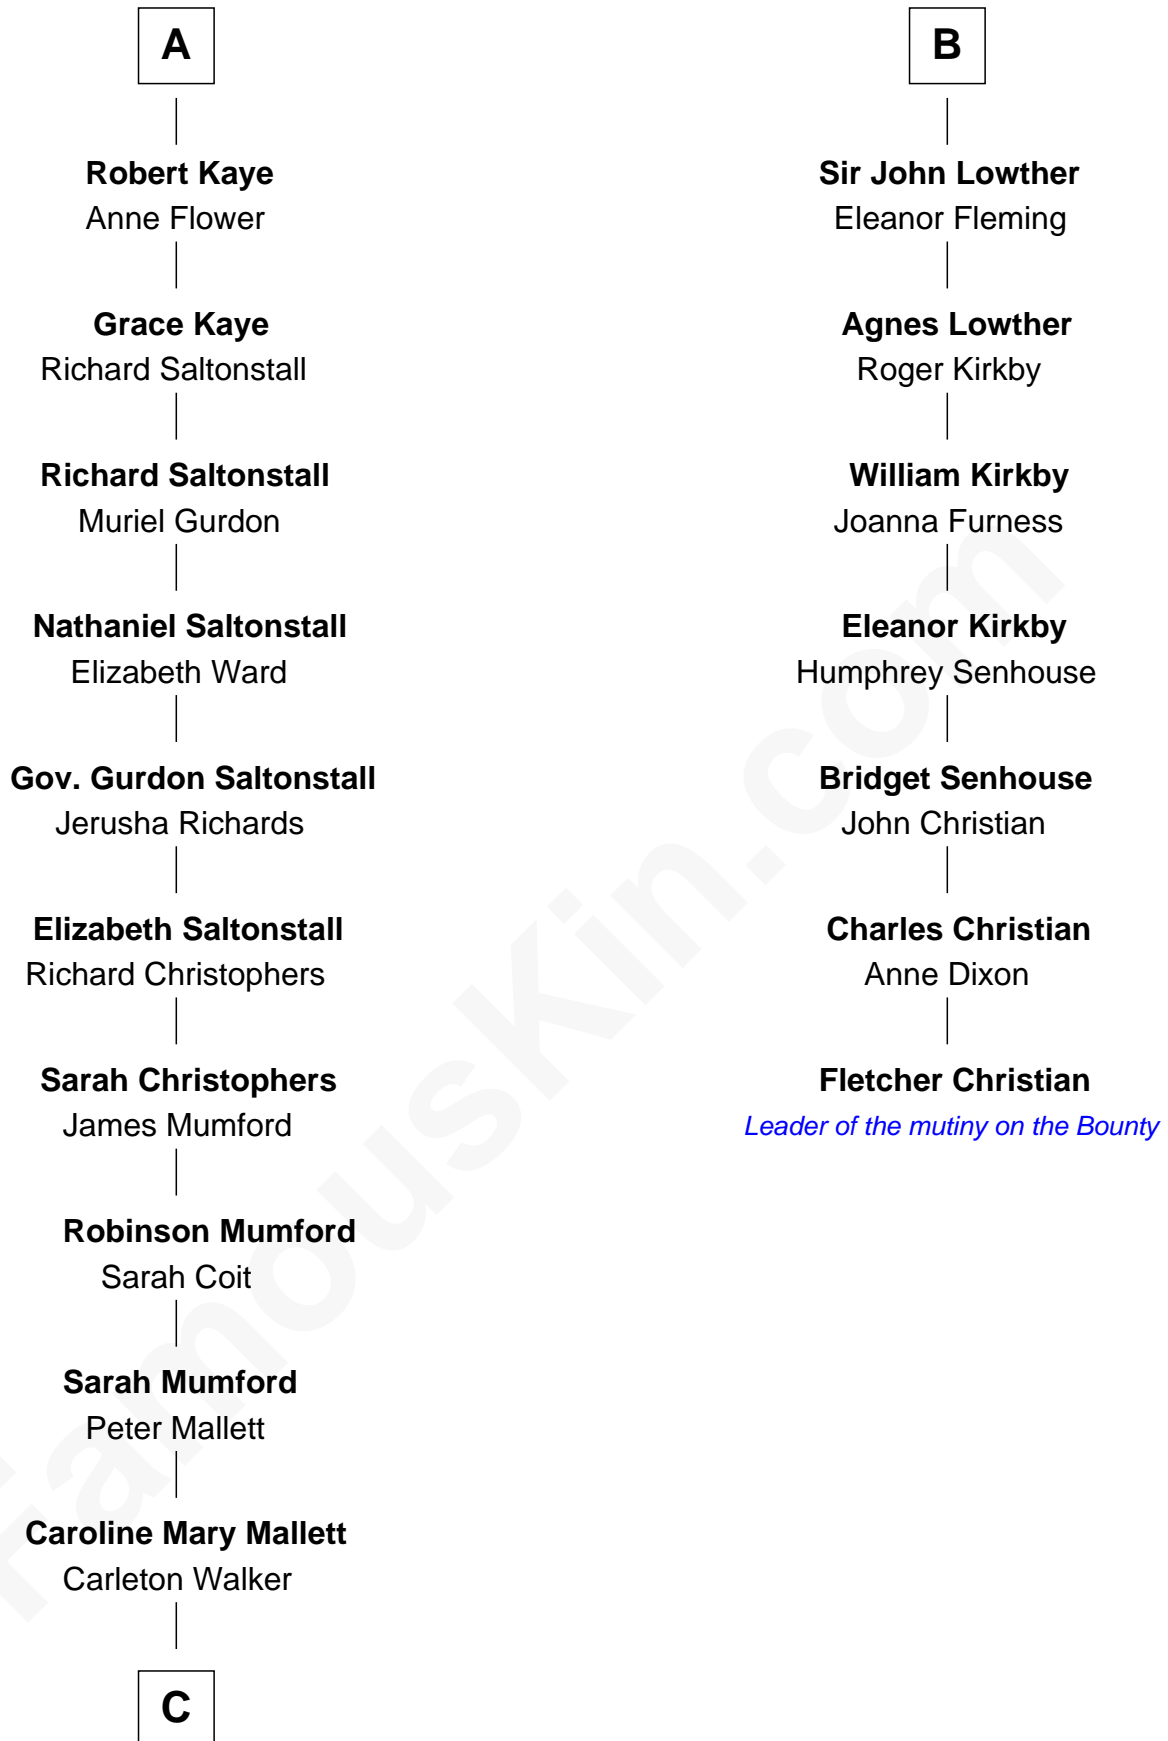 A
Robert Kaye
Anne Flower
Grace Kaye
Richard Saltonstall
Richard Saltonstall
Muriel Gurdon
Nathaniel Saltonstall
Elizabeth Ward
Gov. Gurdon Saltonstall
Jerusha Richards
Elizabeth Saltonstall
Richard Christophers
Sarah Christophers
James Mumford
Robinson Mumford
Sarah Coit
Sarah Mumford
Peter Mallett
Caroline Mary Mallett
Carleton Walker
C
B
Sir John Lowther
Eleanor Fleming
Agnes Lowther
Roger Kirkby
William Kirkby
Joanna Furness
Eleanor Kirkby
Humphrey Senhouse
Bridget Senhouse
John Christian
Charles Christian
Anne Dixon
Fletcher Christian
Leader of the mutiny on the Bounty
FamousKin.com